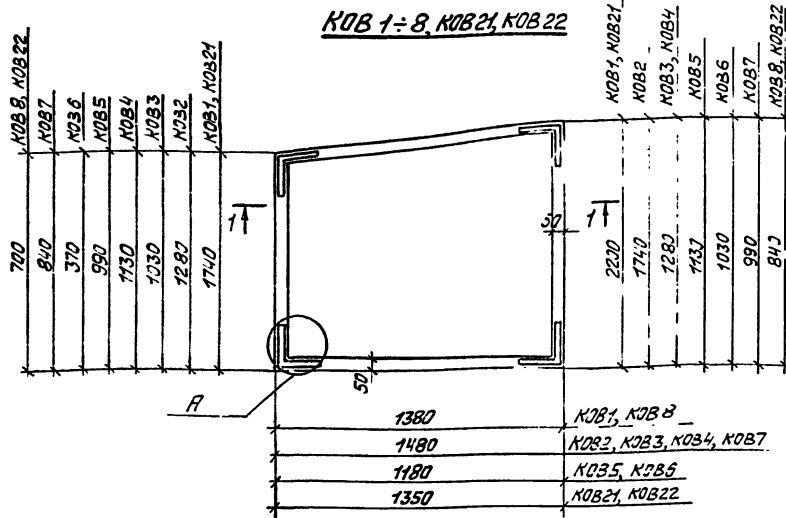 КОВ 1÷8, КОВ21, КОВ22
КОВ8, КОВ22
КОВ7
КОВ6
КОВ5
КОВ4
КОВ3
КОВ2
КОВ1, КОВ21
700
840
370
990
1130
1030
1280
1740
КОВ1, КОВ21
КОВ2
КОВ3, КОВ4
КОВ5
КОВ6
КОВ7
КОВ8, КОВ22
2200
1740
1280
1130
1030
990
840
1
50
1
50
А
1380 КОВ1, КОВ8
1480 КОВ2, КОВ3, КОВ4, КОВ7
1180 КОВ5, КОВ6
1350 КОВ21, КОВ22